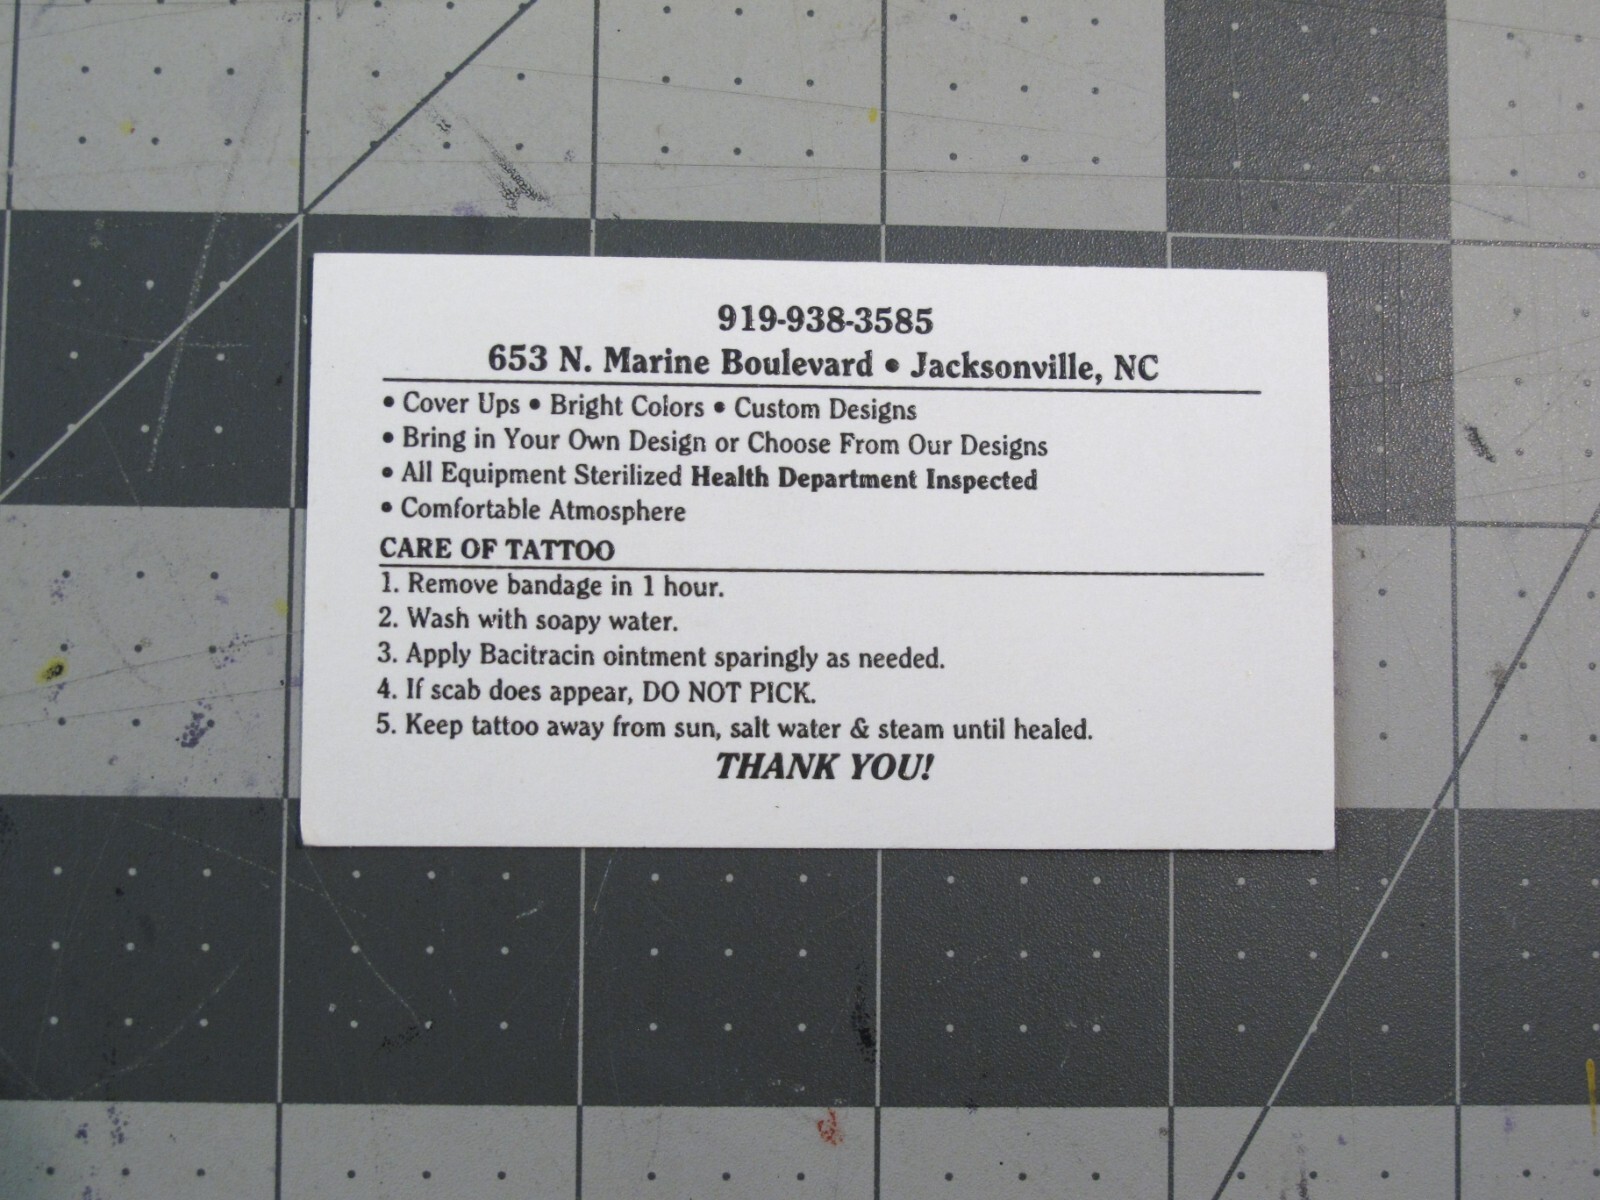 919-938-3585
653 N. Marine Boulevard • Jacksonville, NC
• Cover Ups • Bright Colors • Custom Designs
• Bring in Your Own Design or Choose From Our Designs
• All Equipment Sterilized Health Department Inspected
• Comfortable Atmosphere
CARE OF TATTOO
1. Remove bandage in 1 hour.
2. Wash with soapy water.
3. Apply Bacitracin ointment sparingly as needed.
4. If scab does appear, DO NOT PICK.
5. Keep tattoo away from sun, salt water & steam until healed.
THANK YOU!